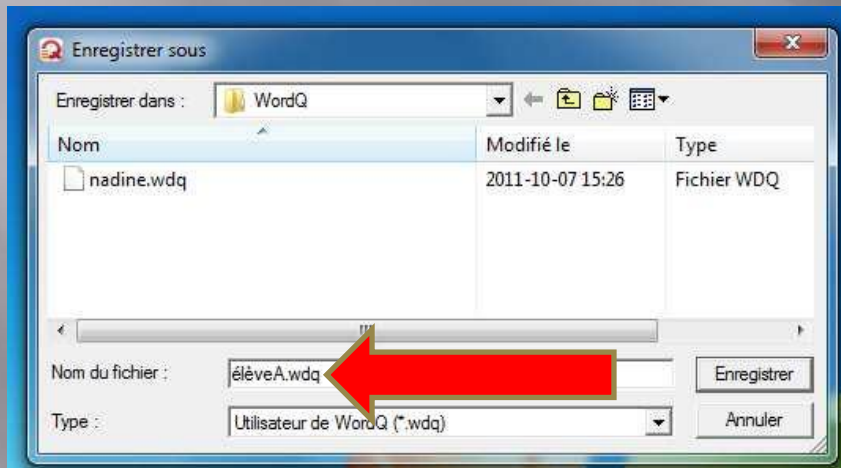 Enregistrer sous
Enregistrer dans : WordQ
Nom Modifié le Type
nadine.wdq 2011-10-07 15:26 Fichier WDQ
Nom du fichier : élèveA.wdq Enregistrer
Type : Utilisateur de WordQ (*.wdq) Annuler